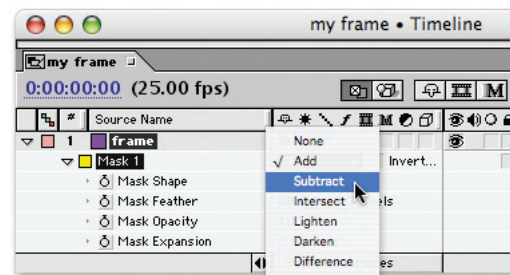 my frame • Timeline
my frame
0:00:00:00 (25.00 fps)
# Source Name
1 frame
None
Mask 1
✓ Add
Invert...
Mask Shape
Subtract
Mask Feather
Intersect
els
Mask Opacity
Lighten
Mask Expansion
Darken
Difference
es